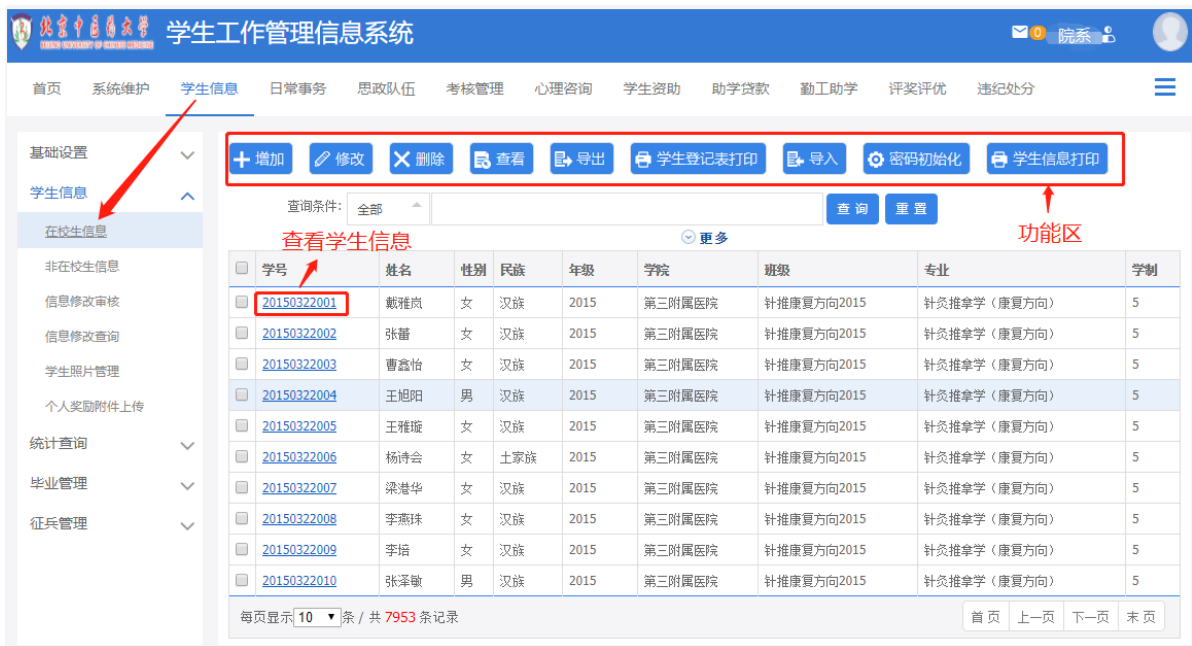 北京中医药大学 学生工作管理信息系统 0 院系
BEIJING UNIVERSITY OF CHINESE MEDICINE
首页 系统维护 学生信息 日常事务 思政队伍 考核管理 心理咨询 学生资助 助学贷款 勤工助学 评奖评优 违纪处分
基础设置
学生信息
在校生信息
非在校生信息
信息修改审核
信息修改查询
学生照片管理
个人奖励附件上传
统计查询
毕业管理
征兵管理
增加 修改 删除 查看 导出 学生登记表打印 导入 密码初始化 学生信息打印
查询条件: 全部 查询 重置
功能区
查看学生信息
更多
学号 姓名 性别 民族 年级 学院 班级 专业 学制
20150322001 戴雅岚 女 汉族 2015 第三附属医院 针推康复方向2015 针灸推拿学（康复方向） 5
20150322002 张蕾 女 汉族 2015 第三附属医院 针推康复方向2015 针灸推拿学（康复方向） 5
20150322003 曹鑫怡 女 汉族 2015 第三附属医院 针推康复方向2015 针灸推拿学（康复方向） 5
20150322004 王旭阳 男 汉族 2015 第三附属医院 针推康复方向2015 针灸推拿学（康复方向） 5
20150322005 王雅璇 女 汉族 2015 第三附属医院 针推康复方向2015 针灸推拿学（康复方向） 5
20150322006 杨诗会 女 土家族 2015 第三附属医院 针推康复方向2015 针灸推拿学（康复方向） 5
20150322007 梁港华 女 汉族 2015 第三附属医院 针推康复方向2015 针灸推拿学（康复方向） 5
20150322008 李燕珠 女 汉族 2015 第三附属医院 针推康复方向2015 针灸推拿学（康复方向） 5
20150322009 李培 女 汉族 2015 第三附属医院 针推康复方向2015 针灸推拿学（康复方向） 5
20150322010 张泽敏 男 汉族 2015 第三附属医院 针推康复方向2015 针灸推拿学（康复方向） 5
每页显示 10 条 / 共 7953 条记录 首页 上一页 下一页 末页